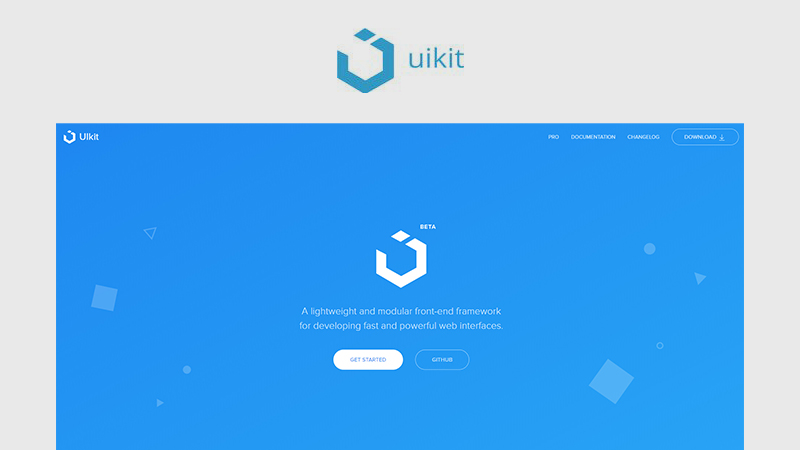 uikit
UIkit
PRO DOCUMENTATION CHANGELOG DOWNLOAD
BETA
A lightweight and modular front-end framework
for developing fast and powerful web interfaces.
GET STARTED GITHUB